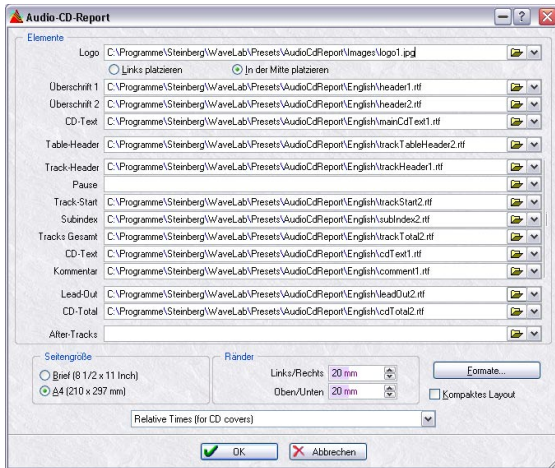 Audio-CD-Report
Elemente
Logo C:\Programme\Steinberg\WaveLab\Presets\AudioCdReport\Images\logo1.jpg
Links platzieren In der Mitte platzieren
Überschrift 1 C:\Programme\Steinberg\WaveLab\Presets\AudioCdReport\English\header1.rtf
Überschrift 2 C:\Programme\Steinberg\WaveLab\Presets\AudioCdReport\English\header2.rtf
CD-Text C:\Programme\Steinberg\WaveLab\Presets\AudioCdReport\English\mainCdText1.rtf
Table-Header C:\Programme\Steinberg\WaveLab\Presets\AudioCdReport\English\trackTableHeader2.rtf
Track-Header C:\Programme\Steinberg\WaveLab\Presets\AudioCdReport\English\trackHeader1.rtf
Pause
Track-Start C:\Programme\Steinberg\WaveLab\Presets\AudioCdReport\English\trackStart2.rtf
Subindex C:\Programme\Steinberg\WaveLab\Presets\AudioCdReport\English\subIndex2.rtf
Tracks Gesamt C:\Programme\Steinberg\WaveLab\Presets\AudioCdReport\English\trackTotal2.rtf
CD-Text C:\Programme\Steinberg\WaveLab\Presets\AudioCdReport\English\cdText1.rtf
Kommentar C:\Programme\Steinberg\WaveLab\Presets\AudioCdReport\English\comment1.rtf
Lead-Out C:\Programme\Steinberg\WaveLab\Presets\AudioCdReport\English\leadOut2.rtf
CD-Total C:\Programme\Steinberg\WaveLab\Presets\AudioCdReport\English\cdTotal2.rtf
After-Tracks
Seitengröße
Brief (8 1/2 x 11 Inch)
A4 (210 x 297 mm)
Ränder
Links/Rechts 20 mm
Oben/Unten 20 mm
Formate...
Kompaktes Layout
Relative Times (for CD covers)
OK Abbrechen